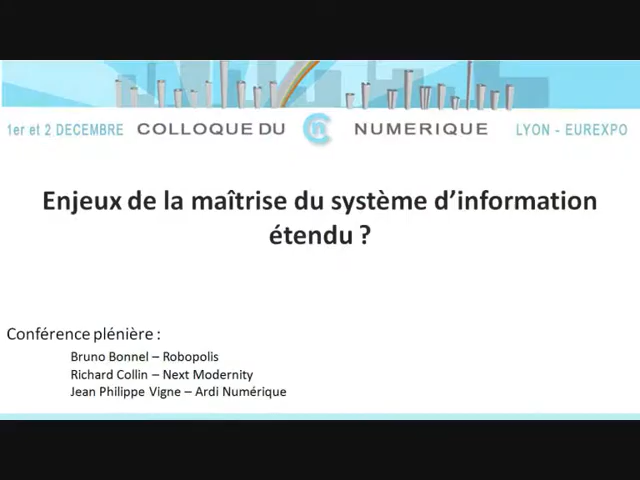 1er et 2 DECEMBRE COLLOQUE DU Cn NUMERIQUE LYON - EUREXPO
Enjeux de la maîtrise du système d'information
étendu ?
Conférence plénière :
Bruno Bonnel – Robopolis
Richard Collin – Next Modernity
Jean Philippe Vigne – Ardi Numérique